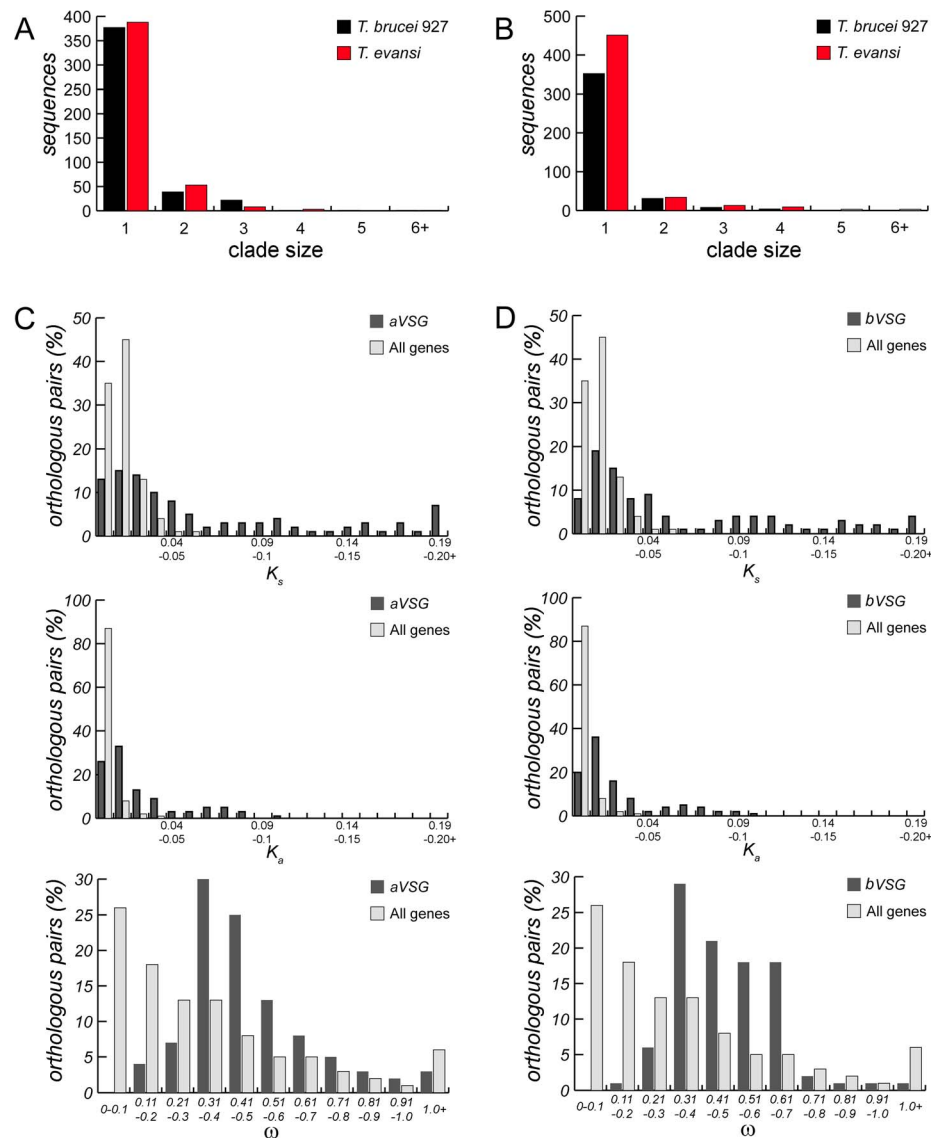 A
T. brucei 927
T. evansi
sequences
400
350
300
250
200
150
100
50
0
1 2 3 4 5 6+
clade size
B
T. brucei 927
T. evansi
sequences
500
400
300
200
100
0
1 2 3 4 5 6+
clade size
C
aVSG
All genes
orthologous pairs (%)
50
40
30
20
10
0
0.04 0.09 0.14 0.19
-0.05 -0.1 -0.15 -0.20+
Ks
aVSG
All genes
orthologous pairs (%)
100
80
60
40
20
0
0.04 0.09 0.14 0.19
-0.05 -0.1 -0.15 -0.20+
Ka
aVSG
All genes
orthologous pairs (%)
30
25
20
15
10
5
0
0–0.1 0.11 0.21 0.31 0.41 0.51 0.61 0.71 0.81 0.91 1.0+
-0.2 -0.3 -0.4 -0.5 -0.6 -0.7 -0.8 -0.9 -1.0
ω
D
bVSG
All genes
orthologous pairs (%)
50
40
30
20
10
0
0.04 0.09 0.14 0.19
-0.05 -0.1 -0.15 -0.20+
Ks
bVSG
All genes
orthologous pairs (%)
100
80
60
40
20
0
0.04 0.09 0.14 0.19
-0.05 -0.1 -0.15 -0.20+
Ka
bVSG
All genes
orthologous pairs (%)
30
25
20
15
10
5
0
0–0.1 0.11 0.21 0.31 0.41 0.51 0.61 0.71 0.81 0.91 1.0+
-0.2 -0.3 -0.4 -0.5 -0.6 -0.7 -0.8 -0.9 -1.0
ω